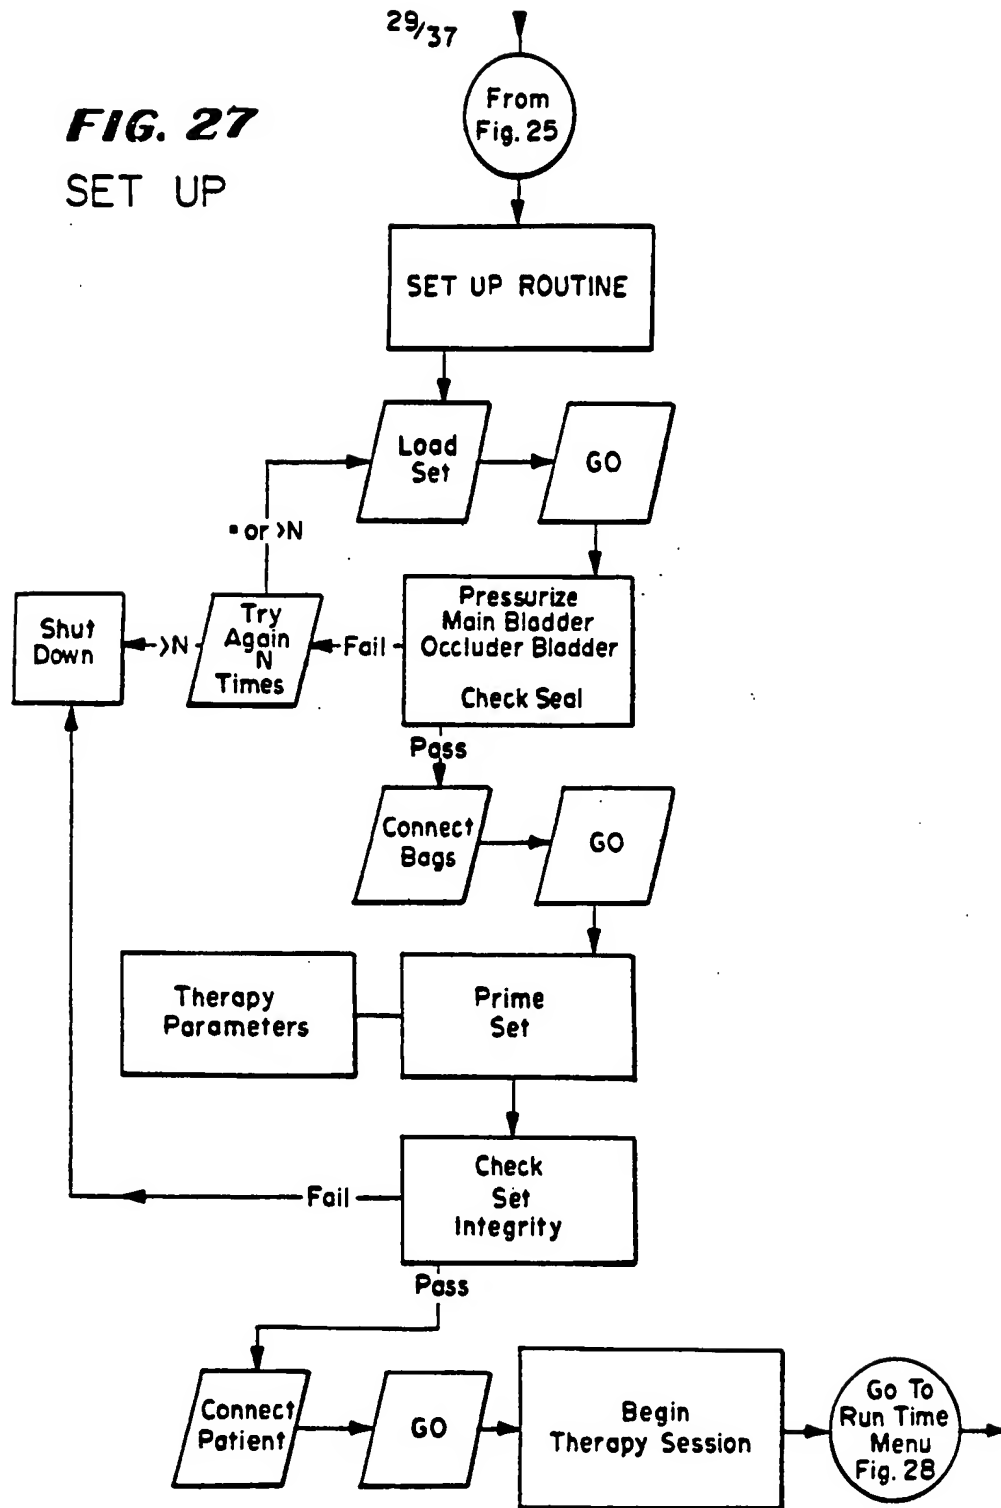 29/37
FIG. 27
SET UP
From
Fig. 25
SET UP ROUTINE
Load
Set
GO
= or >N
Shut
Down
>N
Try
Again
N
Times
Fail
Pressurize
Main Bladder
Occluder Bladder
Check Seal
Pass
Connect
Bags
GO
Therapy
Parameters
Prime
Set
Check
Set
Integrity
Fail
Pass
Connect
Patient
GO
Begin
Therapy Session
Go To
Run Time
Menu
Fig. 28